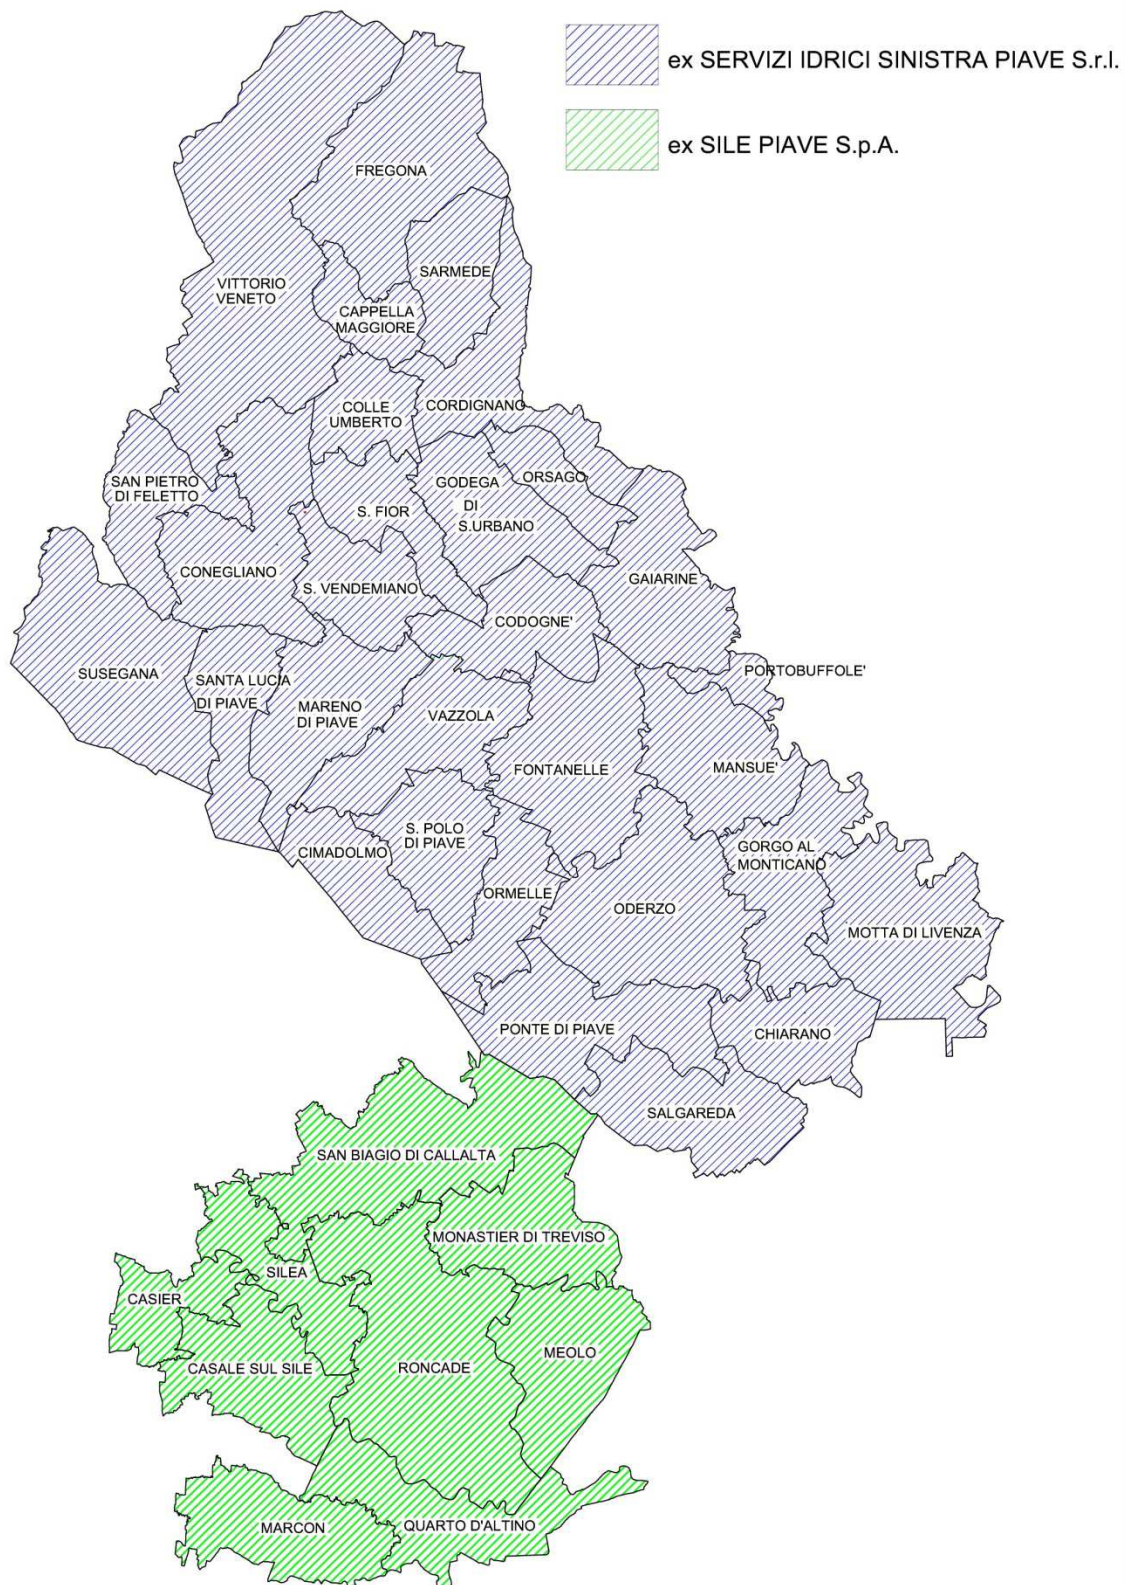 ex SERVIZI IDRICI SINISTRA PIAVE S.r.l.
ex SILE PIAVE S.p.A.
FREGONA
SARMEDE
VITTORIO
VENETO
CAPPELLA
MAGGIORE
COLLE
UMBERTO
CORDIGNANO
SAN PIETRO
DI FELETTO
S. FIOR
GODEGA
DI
S.URBANO
ORSAGO
CONEGLIANO
S. VENDEMIANO
GAIARINE
CODOGNE'
SUSEGANA
SANTA LUCIA
DI PIAVE
MARENO
DI PIAVE
VAZZOLA
PORTOBUFFOLE'
FONTANELLE
MANSUE'
CIMADOLMO
S. POLO
DI PIAVE
ORMELLE
ODERZO
GORGO AL
MONTICANO
MOTTA DI LIVENZA
PONTE DI PIAVE
CHIARANO
SALGAREDA
SAN BIAGIO DI CALLALTA
MONASTIER DI TREVISO
SILEA
CASIER
CASALE SUL SILE
RONCADE
MEOLO
MARCON
QUARTO D'ALTINO